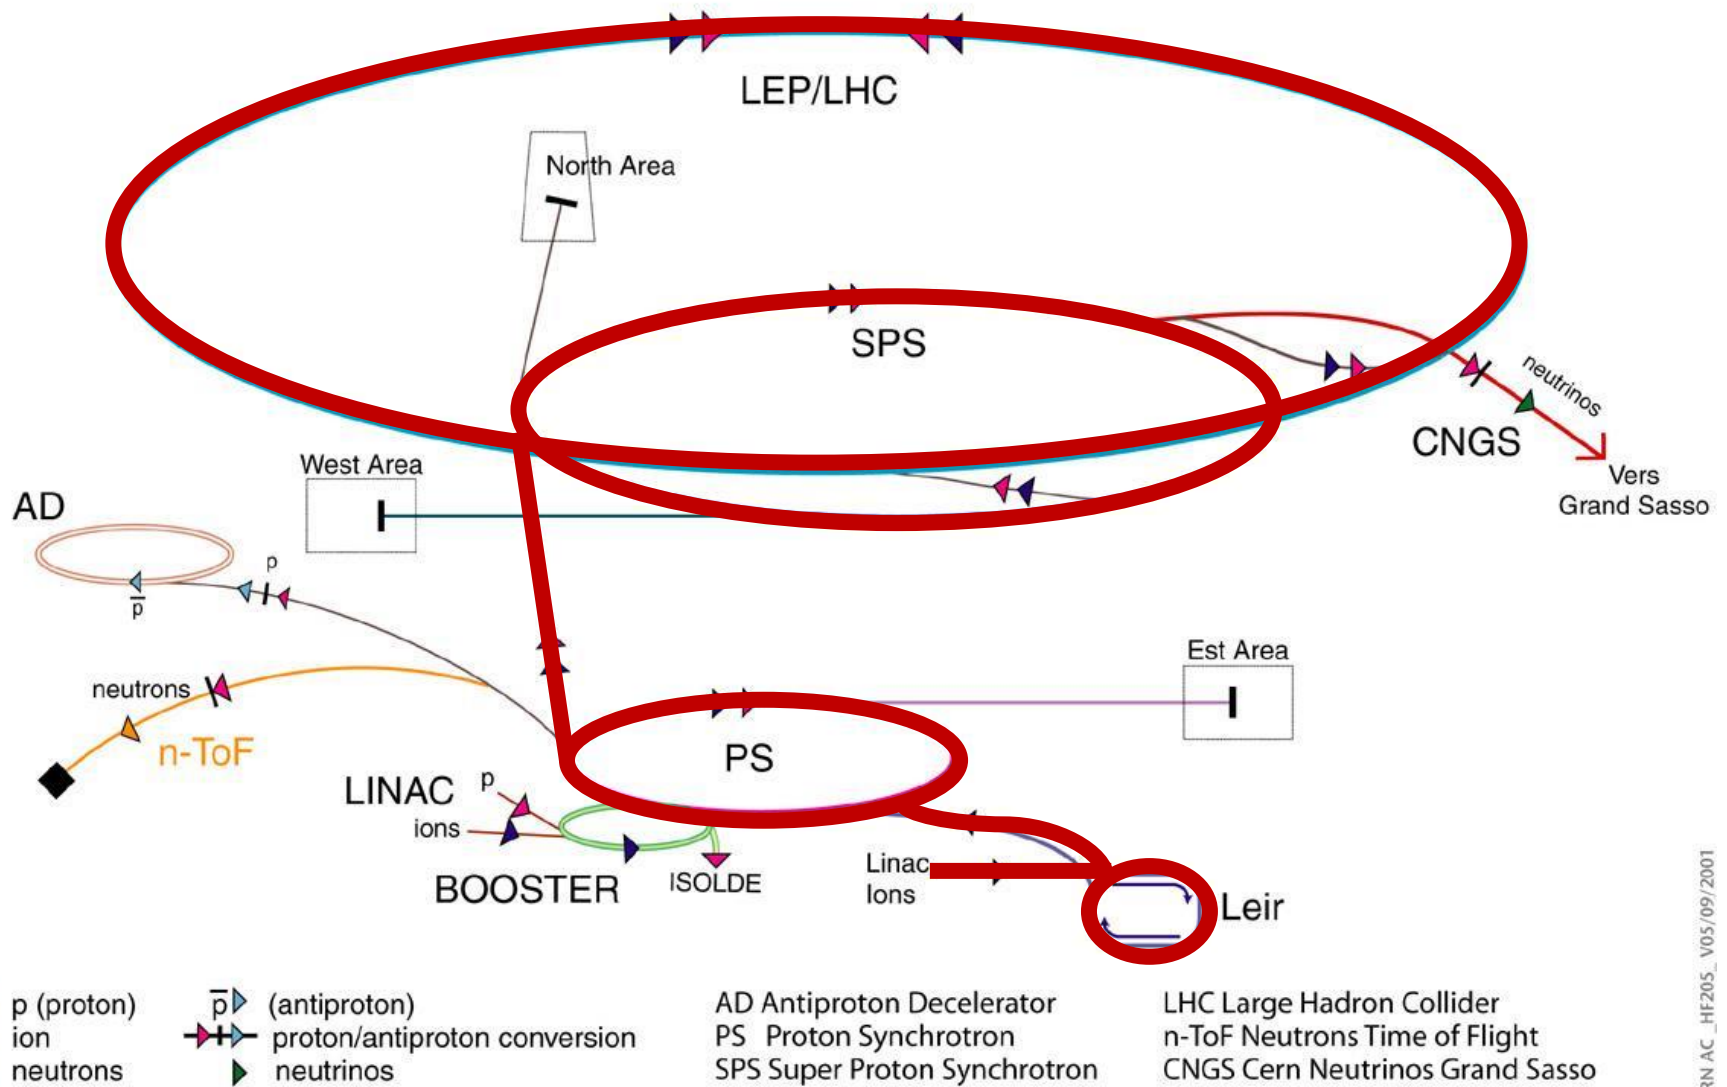 LEP/LHC
North Area
SPS
neutrinos
CNGS
Vers
Grand Sasso
West Area
AD
p
p̅
neutrons
n-ToF
Est Area
PS
LINAC
p
ions
BOOSTER
ISOLDE
Linac
Ions
Leir
p (proton)
ion
neutrons
p̅ (antiproton)
proton/antiproton conversion
neutrinos
AD Antiproton Decelerator
PS Proton Synchrotron
SPS Super Proton Synchrotron
LHC Large Hadron Collider
n-ToF Neutrons Time of Flight
CNGS Cern Neutrinos Grand Sasso
RN AC_HF205_V05/09/2001